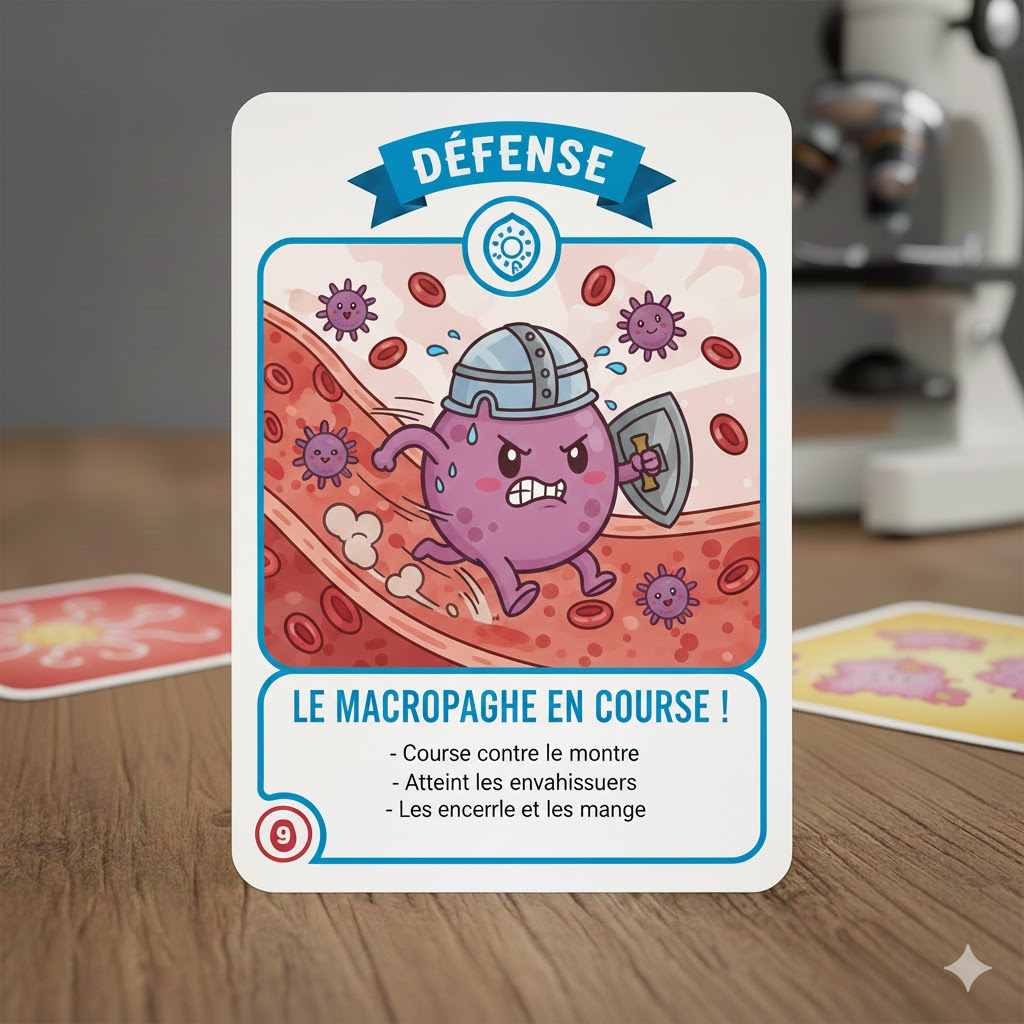 DÉFENSE
LE MACROPAGHE EN COURSE !
- Course contre le montre
- Atteint les envahissuers
- Les encerrle et les mange
9